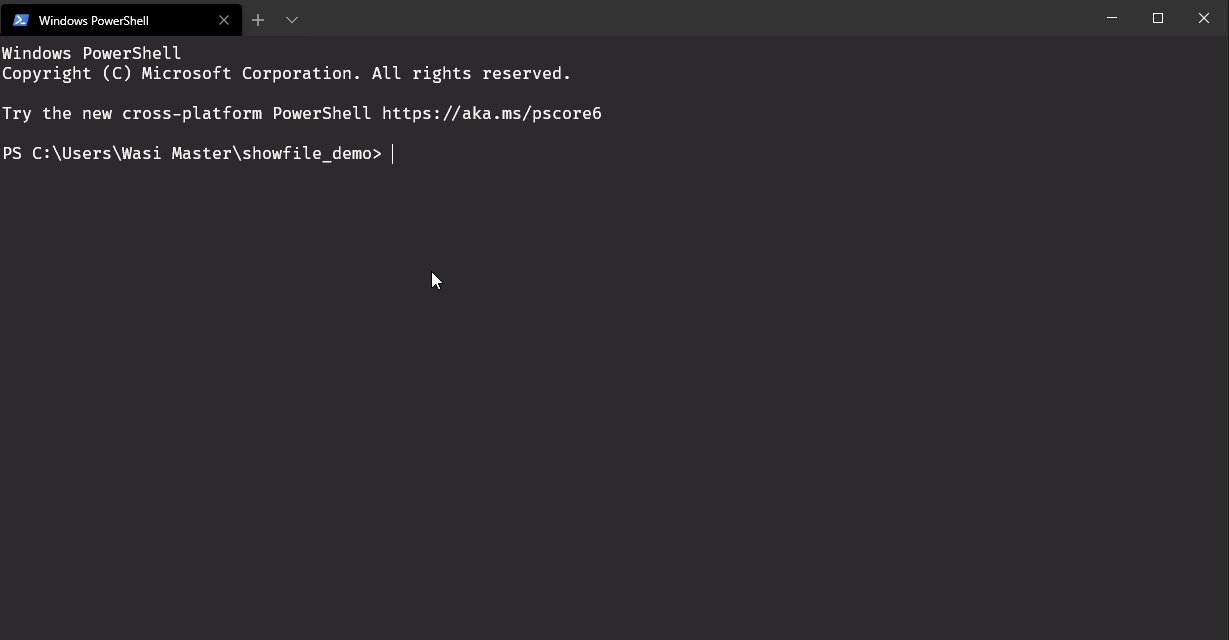 Windows PowerShell
Windows PowerShell
Copyright (C) Microsoft Corporation. All rights reserved.
Try the new cross-platform PowerShell https://aka.ms/pscore6
PS C:\Users\Wasi Master\showfile_demo>